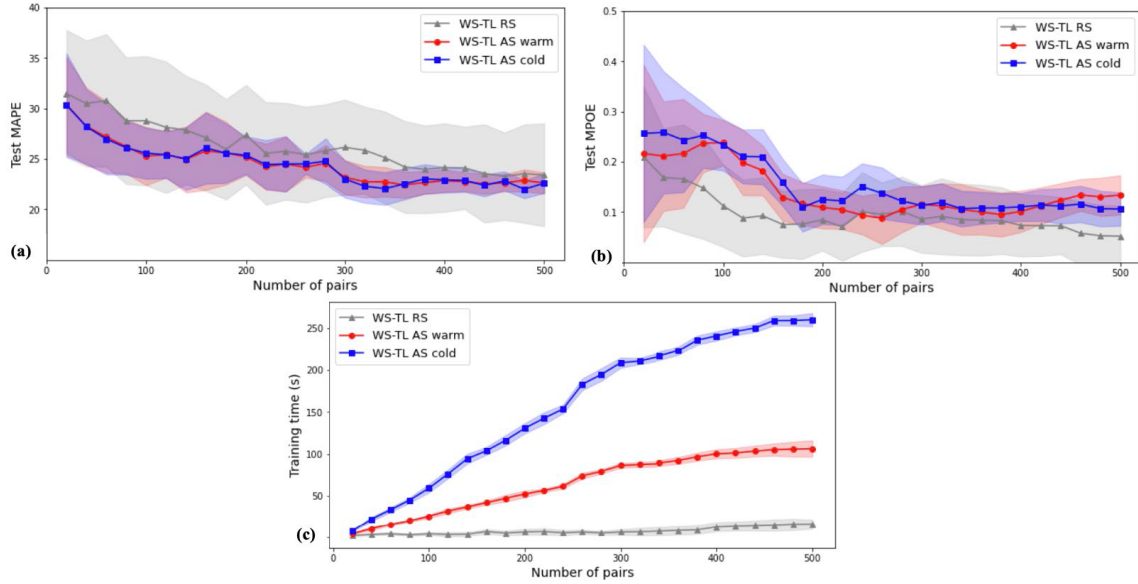 40
35
30
25
20
Test MAPE
0
100
200
300
400
500
Number of pairs
WS-TL RS
WS-TL AS warm
WS-TL AS cold
(a)
0.5
0.4
0.3
0.2
0.1
Test MPOE
0
100
200
300
400
500
Number of pairs
WS-TL RS
WS-TL AS warm
WS-TL AS cold
(b)
250
200
150
100
50
Training time (s)
0
100
200
300
400
500
Number of pairs
WS-TL RS
WS-TL AS warm
WS-TL AS cold
(c)